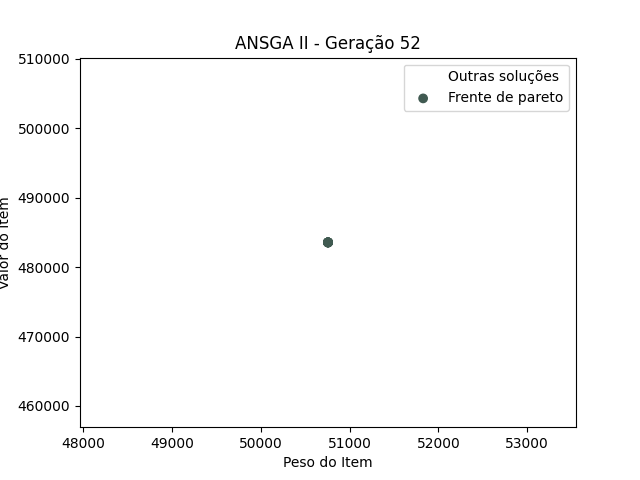 ANSGA II - Geração 52
Outras soluções
Frente de pareto
510000
500000
490000
480000
470000
460000
Valor do Item
48000
49000
50000
51000
52000
53000
Peso do Item